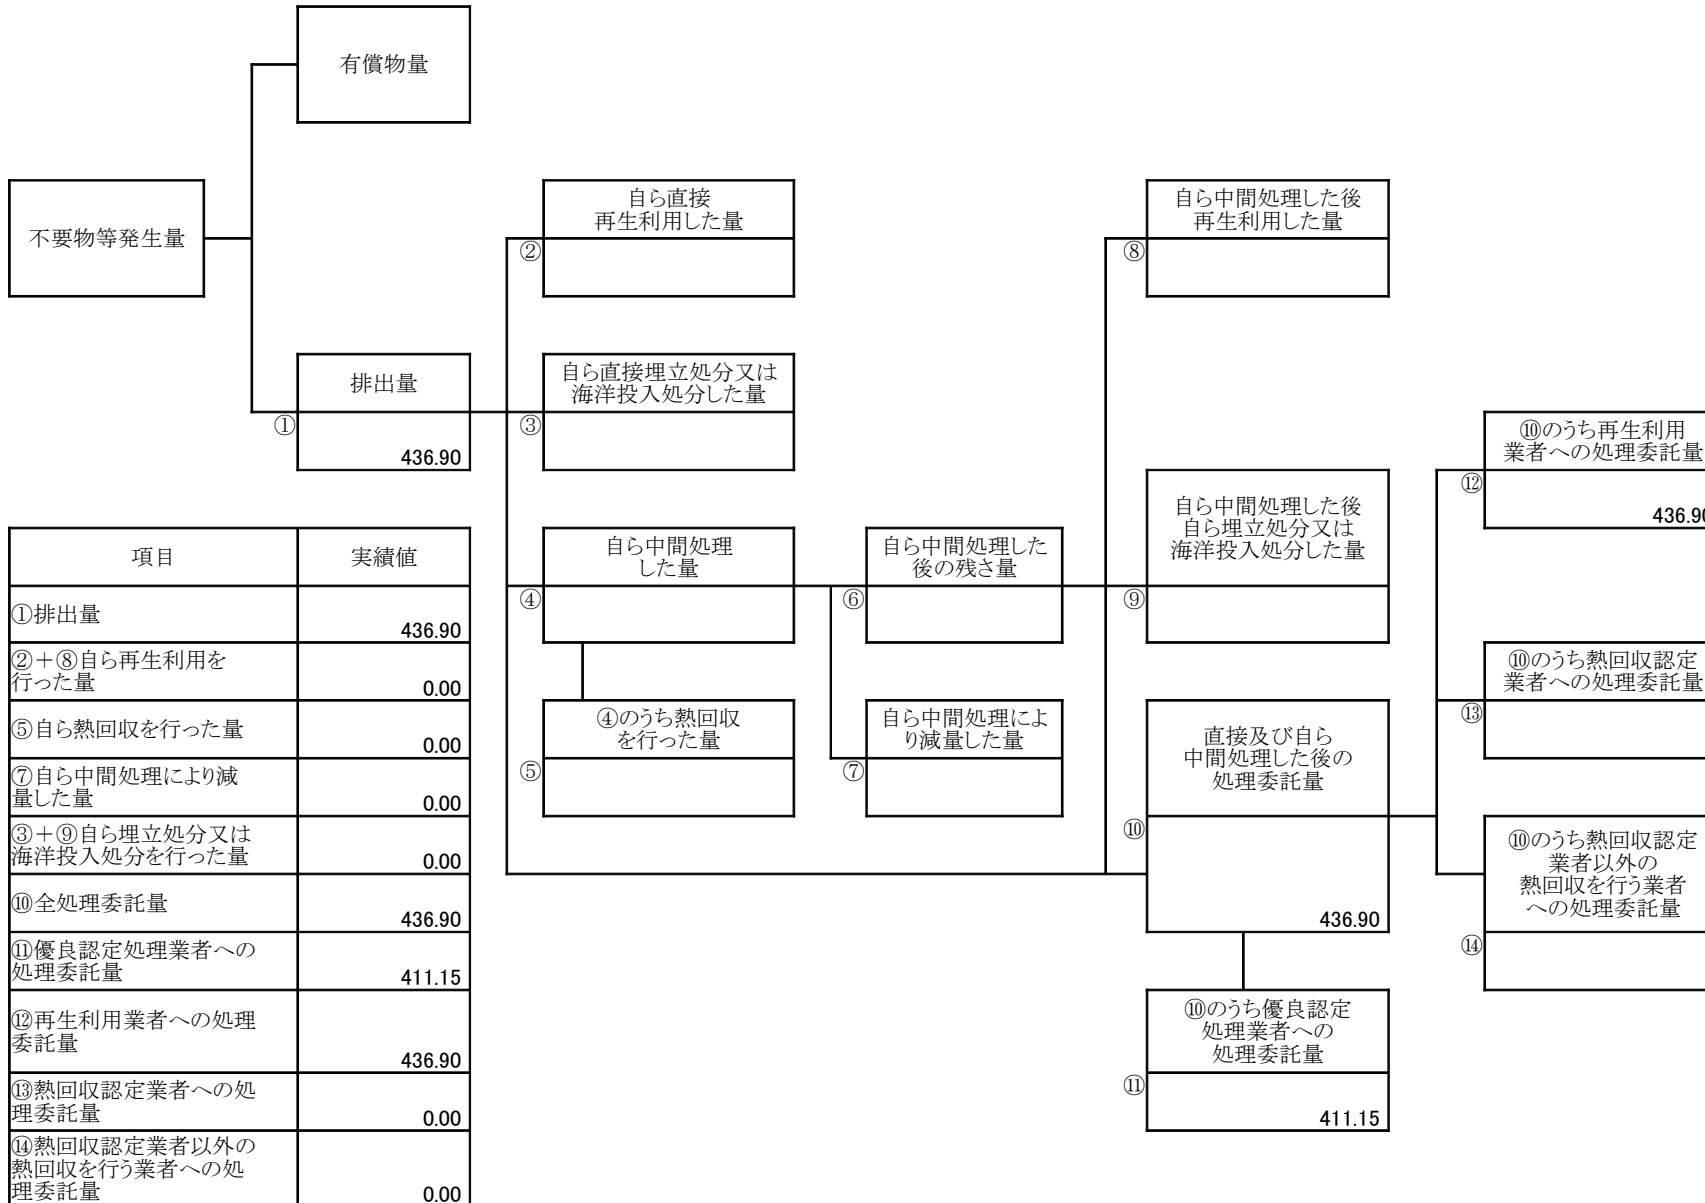 有償物量
不要物等発生量
自ら直接
再生利用した量
②
自ら中間処理した後
再生利用した量
⑧
排出量
①
436.90
自ら直接埋立処分又は
海洋投入処分した量
③
⑩のうち再生利用
業者への処理委託量
⑫
436.90
自ら中間処理した後
自ら埋立処分又は
海洋投入処分した量
⑨
自ら中間処理
した量
④
自ら中間処理した
後の残さ量
⑥
④のうち熱回収
を行った量
⑤
自ら中間処理によ
り減量した量
⑦
直接及び自ら
中間処理した後の
処理委託量
⑩
436.90
⑩のうち熱回収認定
業者への処理委託量
⑬
⑩のうち熱回収認定
業者以外の
熱回収を行う業者
への処理委託量
⑭
⑩のうち優良認定
処理業者への
処理委託量
⑪
411.15
項目 実績値
①排出量 436.90
②+⑧自ら再生利用を
行った量 0.00
⑤自ら熱回収を行った量 0.00
⑦自ら中間処理により減
量した量 0.00
③+⑨自ら埋立処分又は
海洋投入処分を行った量 0.00
⑩全処理委託量 436.90
⑪優良認定処理業者への
処理委託量 411.15
⑫再生利用業者への処理
委託量 436.90
⑬熱回収認定業者への処
理委託量 0.00
⑭熱回収認定業者以外の
熱回収を行う業者への処
理委託量 0.00